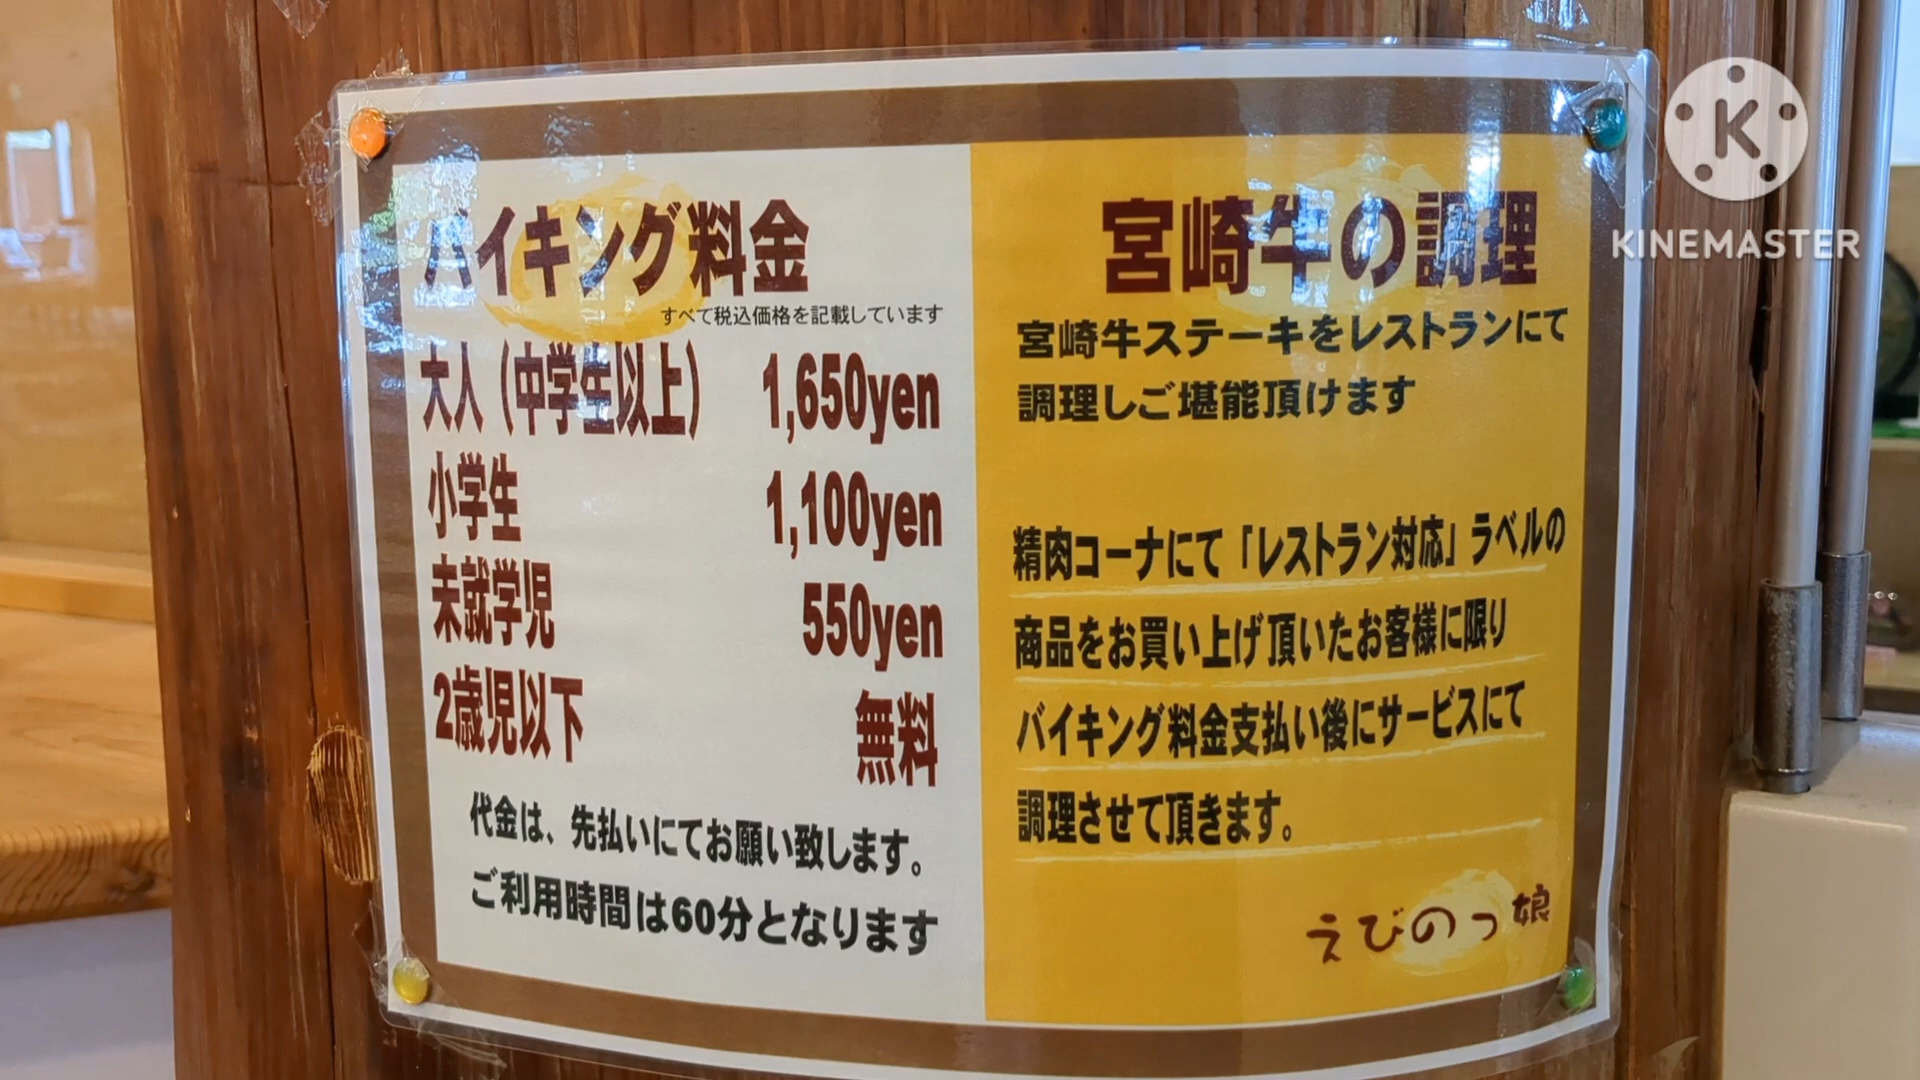 バイキング料金
すべて税込価格を記載しています
大人（中学生以上） 1,650yen
小学生 1,100yen
未就学児 550yen
2歳児以下 無料
代金は、先払いにてお願い致します。
ご利用時間は60分となります
宮崎牛の調理
宮崎牛ステーキをレストランにて
調理しご堪能頂けます
精肉コーナにて「レストラン対応」ラベルの
商品をお買い上げ頂いたお客様に限り
バイキング料金支払い後にサービスにて
調理させて頂きます。
えびのっ娘
K
KINEMASTER